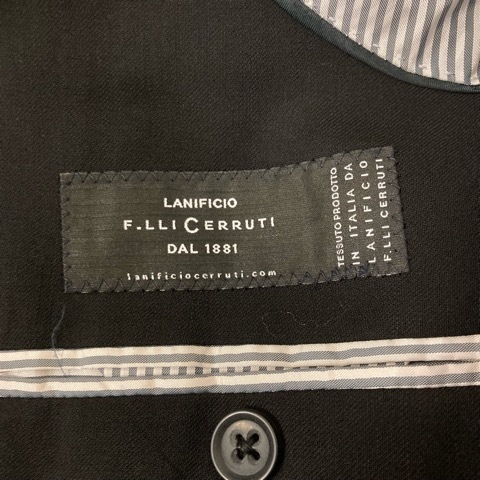 LANIFICIO
F.LLI CERRUTI
DAL 1881
lanificiocerruti.com
TESSUTO PRODOTTO
IN ITALIA DA
LANIFICIO
F.LLI CERRUTI